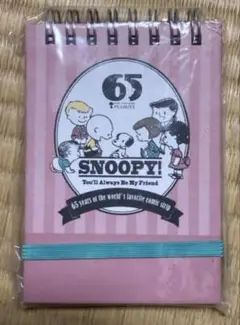 65
PEANUTS
SNOOPY!
You'll Always Be My Friend
65 years of the world's favorite comic strip